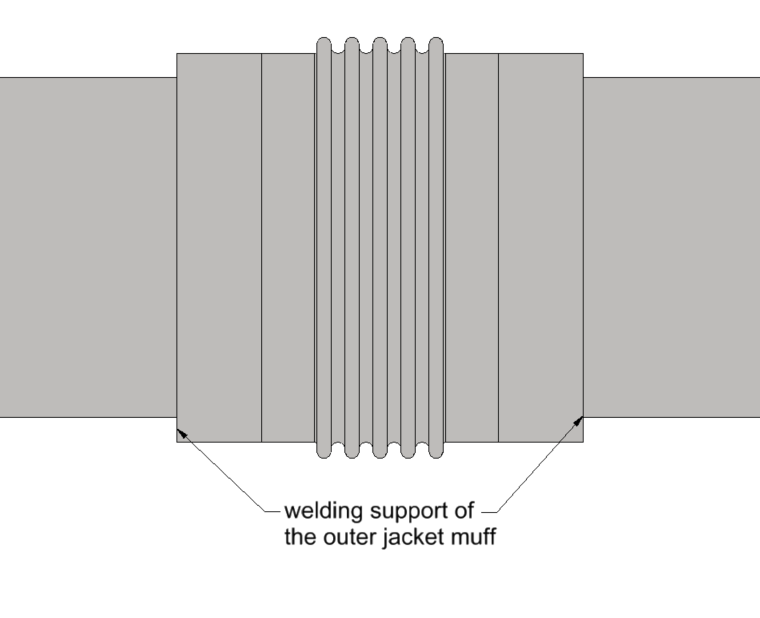 welding support of
the outer jacket muff